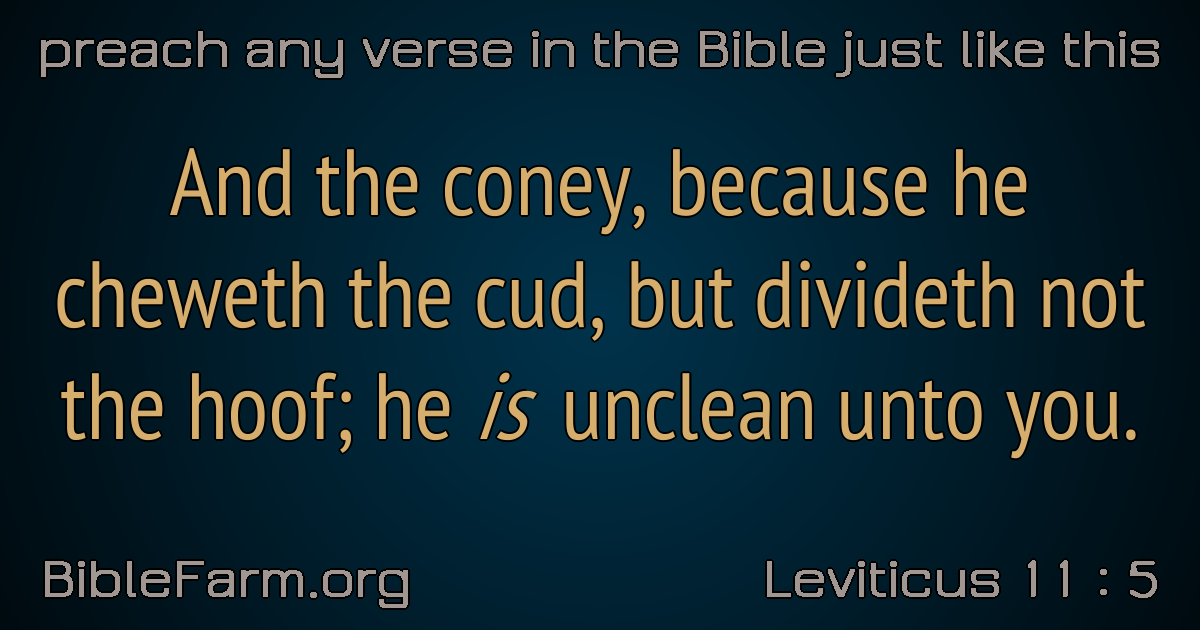 preach any verse in the Bible just like this
And the coney, because he
cheweth the cud, but divideth not
the hoof; he is unclean unto you.
BibleFarm.org
Leviticus 11 : 5